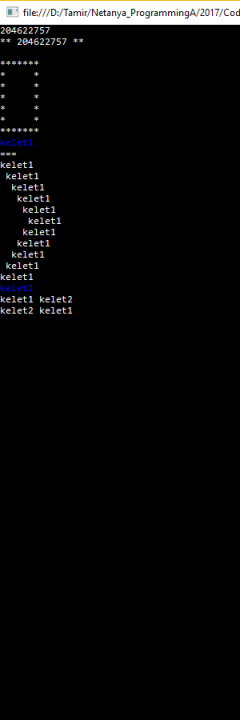 file:///D:/Tamir/Netanya_ProgrammingA/2017/Cod
204622757
** 204622757 **
*******
*     *
*     *
*     *
*     *
*     *
*******
kelet1
===
kelet1
 kelet1
  kelet1
   kelet1
    kelet1
     kelet1
    kelet1
   kelet1
  kelet1
 kelet1
kelet1
kelet2
kelet1 kelet2
kelet2 kelet1